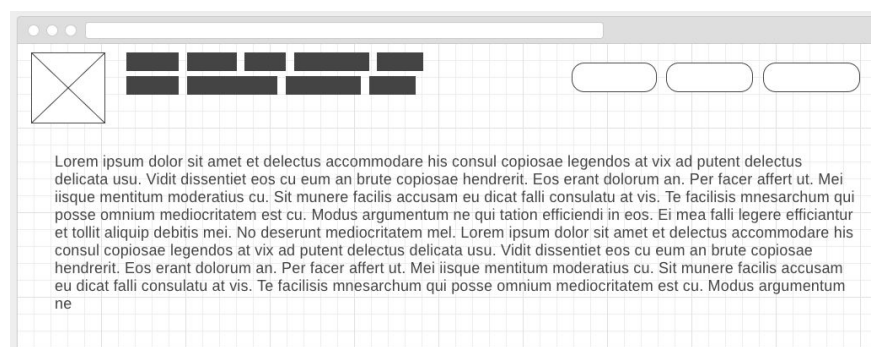 Lorem ipsum dolor sit amet et delectus accommodare his consul copiosae legendos at vix ad putent delectus
delicata usu. Vidit dissentiet eos cu eum an brute copiosae hendrerit. Eos erant dolorum an. Per facer affert ut. Mei
iisque mentitum moderatius cu. Sit munere facilis accusam eu dicat falli consulatu at vis. Te facilisis mnesarchum qui
posse omnium mediocritatem est cu. Modus argumentum ne qui tation efficiendi in eos. Ei mea falli legere efficiantur
et tollit aliquip debitis mei. No deserunt mediocritatem mel. Lorem ipsum dolor sit amet et delectus accommodare his
consul copiosae legendos at vix ad putent delectus delicata usu. Vidit dissentiet eos cu eum an brute copiosae
hendrerit. Eos erant dolorum an. Per facer affert ut. Mei iisque mentitum moderatius cu. Sit munere facilis accusam
eu dicat falli consulatu at vis. Te facilisis mnesarchum qui posse omnium mediocritatem est cu. Modus argumentum
ne